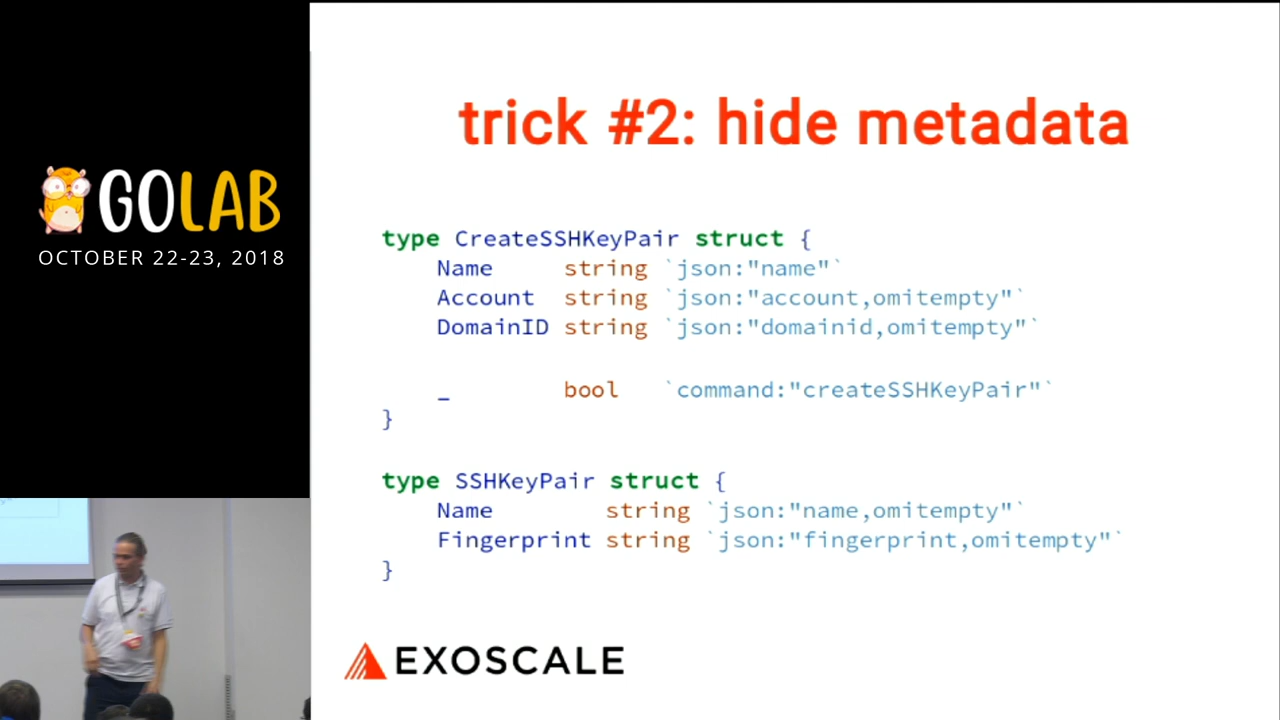 GOLAB
OCTOBER 22-23, 2018
trick #2: hide metadata
type CreateSSHKeyPair struct {
    Name     string `json:"name"`
    Account  string `json:"account,omitempty"`
    DomainID string `json:"domainid,omitempty"`
    _        bool   `command:"createSSHKeyPair"`
}
type SSHKeyPair struct {
    Name        string `json:"name,omitempty"`
    Fingerprint string `json:"fingerprint,omitempty"`
}
EXOSCALE